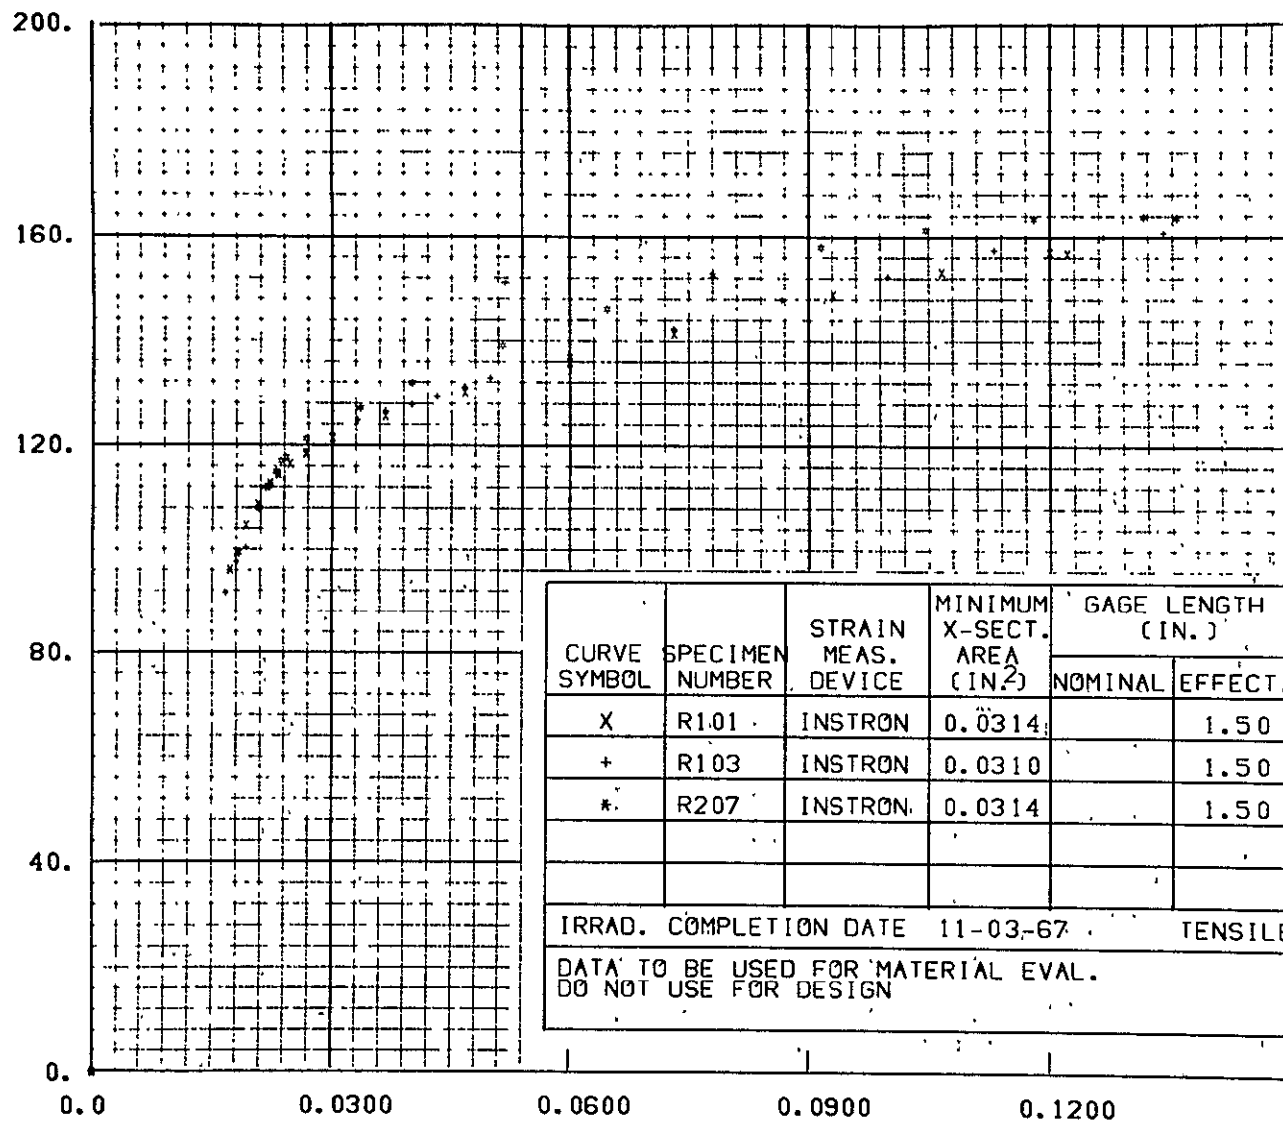 200.
160.
120.
80.
40.
0.
0.0 0.0300 0.0600 0.0900 0.1200
CURVE SYMBOL SPECIMEN NUMBER STRAIN MEAS. DEVICE MINIMUM X-SECT. AREA (IN.2) GAGE LENGTH (IN.)
NOMINAL EFFECT.
X R101 INSTRON 0.0314 1.50
+ R103 INSTRON 0.0310 1.50
* R207 INSTRON 0.0314 1.50
IRRAD. COMPLETION DATE 11-03-67 TENSILE
DATA TO BE USED FOR MATERIAL EVAL.
DO NOT USE FOR DESIGN